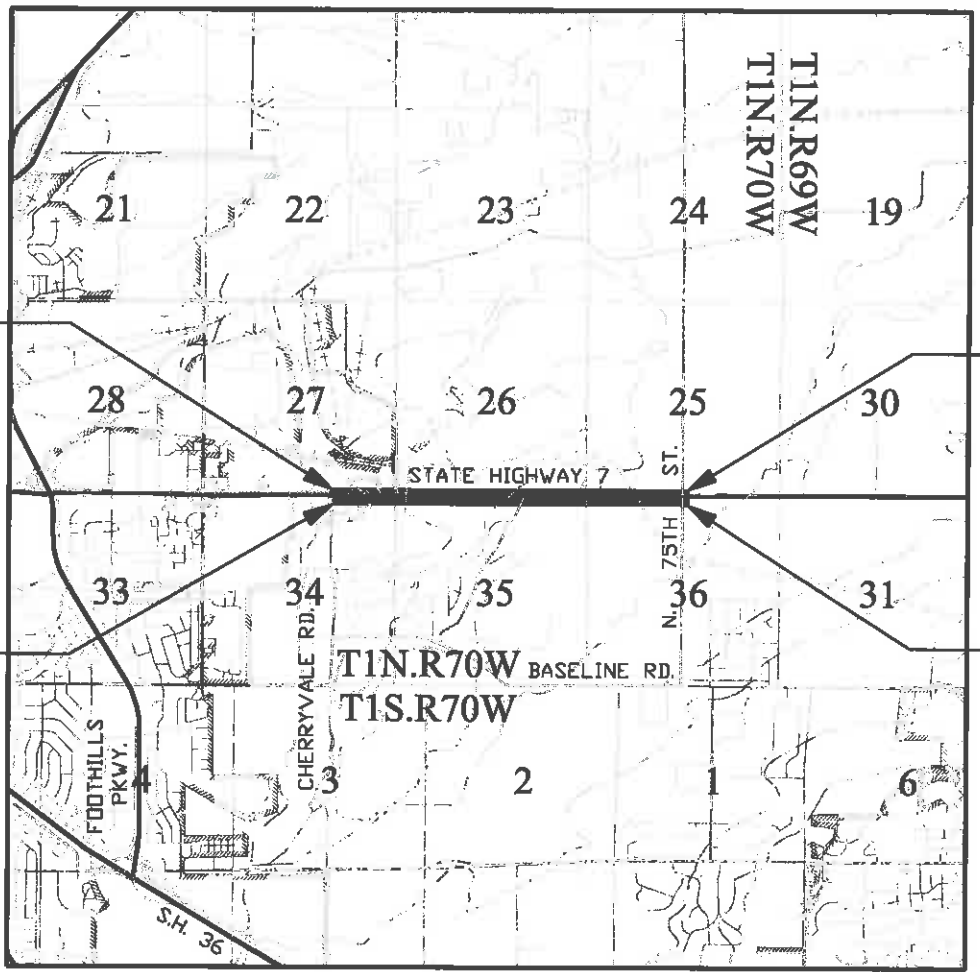 T1N.R69W
T1N.R70W
21 22 23 24 19
28 27 26 25 30
STATE HIGHWAY 7
N. 75TH ST.
33 34 35 36 31
CHERRYVALE RD.
T1N.R70W BASELINE RD.
T1S.R70W
FOOTHILLS
PKWY.
4 3 2 1 6
S.H. 36